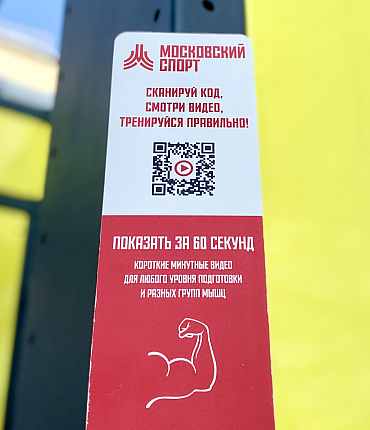 МОСКОВСКИЙ
СПОРТ
СКАНИРУЙ КОД,
СМОТРИ ВИДЕО,
ТРЕНИРУЙСЯ ПРАВИЛЬНО!
ПОКАЗАТЬ ЗА 60 СЕКУНД
КОРОТКИЕ МИНУТНЫЕ ВИДЕО
ДЛЯ ЛЮБОГО УРОВНЯ ПОДГОТОВКИ
И РАЗНЫХ ГРУПП МЫШЦ